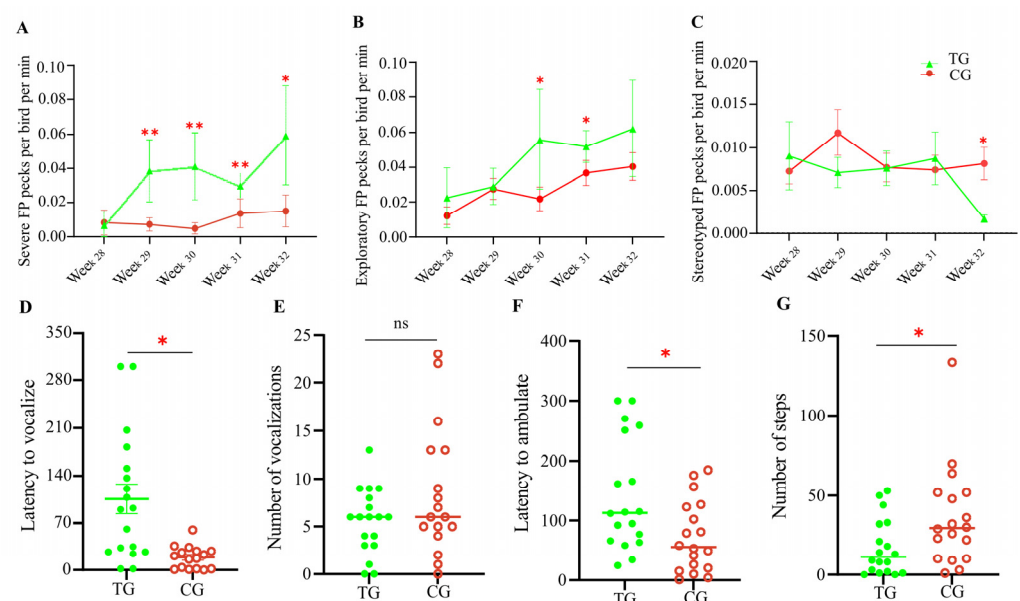 A
Severe FP pecks per bird per min
0.10
0.08
0.06
0.04
0.02
0.00
**
**
**
*
Week 28
Week 29
Week 30
Week 31
Week 32
B
Exploratory FP pecks per bird per min
0.10
0.08
0.06
0.04
0.02
0.00
*
*
Week 28
Week 29
Week 30
Week 31
Week 32
C
Stereotyped FP pecks per bird per min
0.020
0.015
0.010
0.005
0.000
TG
CG
*
Week 28
Week 29
Week 30
Week 31
Week 32
D
Latency to vocalize
350
280
210
140
70
0
*
TG
CG
E
Number of vocalizations
25
20
15
10
5
0
ns
TG
CG
F
Latency to ambulate
400
300
200
100
0
*
TG
CG
G
Number of steps
150
100
50
0
*
TG
CG